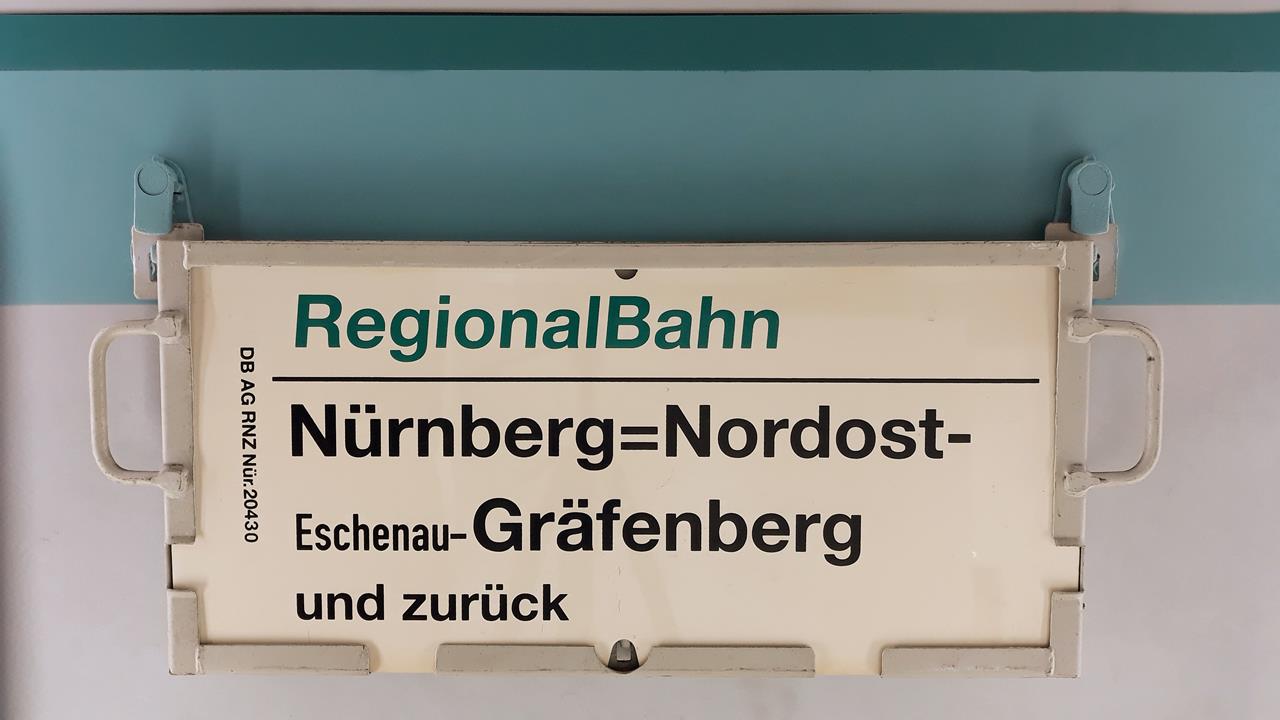 RegionalBahn
Nürnberg=Nordost-
Eschenau-Gräfenberg
und zurück
DB AG RNZ Nür.20430